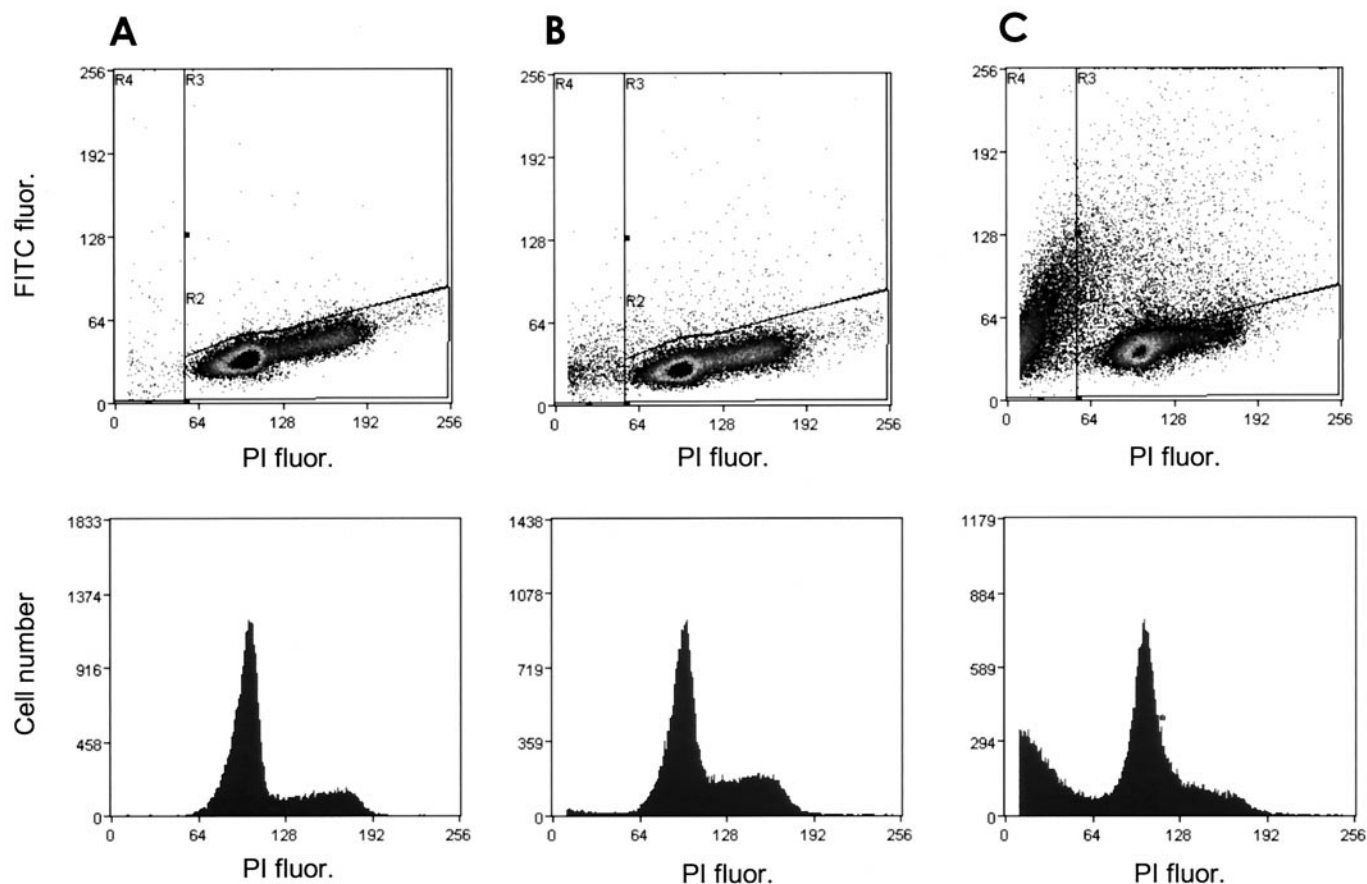 A B C
256 R4 R3 256 R4 R3 256 R4 R3
192 192 192
FITC fluor.
128 128 128
R2 R2
64 64 64
0 0 0
0 64 128 192 256 0 64 128 192 256 0 64 128 192 256
PI fluor. PI fluor. PI fluor.
1833 1438 1179
1374 1078 884
Cell number
916 719 589
458 359 294
0 0 0
0 64 128 192 256 0 64 128 192 256 0 64 128 192 256
PI fluor. PI fluor. PI fluor.